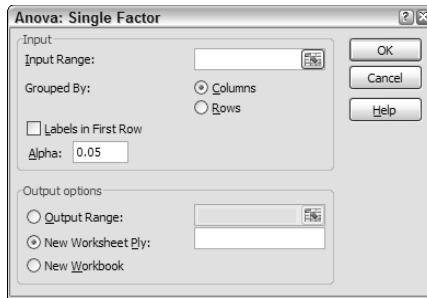 Anova: Single Factor
Input
Input Range:
Grouped By:
Columns
Rows
Labels in First Row
Alpha: 0.05
Output options
Output Range:
New Worksheet Ply:
New Workbook
OK
Cancel
Help